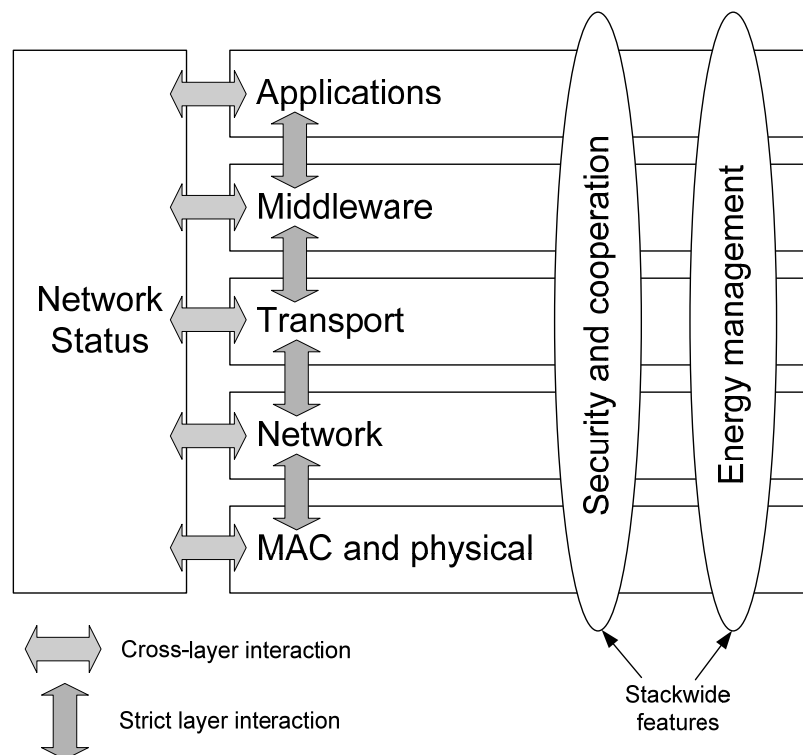 Applications
Middleware
Network
Status
Transport
Network
MAC and physical
Security and cooperation
Energy management
Cross-layer interaction
Strict layer interaction
Stackwide
features